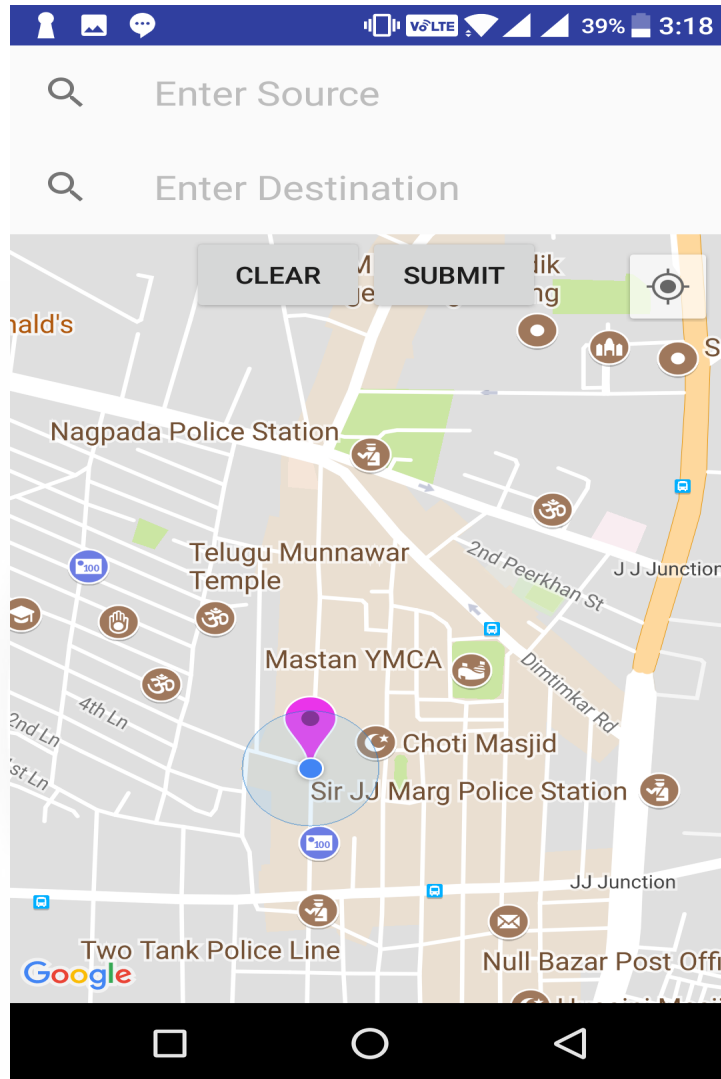 VoLTE 39% 3:18
Enter Source
Enter Destination
CLEAR
SUBMIT
nald's
Nagpada Police Station
100
Telugu Munnawar
Temple
2nd Peerkhan St
J J Junction
Mastan YMCA
Dimtimkar Rd
4th Ln
2nd Ln
1st Ln
Choti Masjid
Sir JJ Marg Police Station
100
JJ Junction
Two Tank Police Line
Null Bazar Post Offi
Google